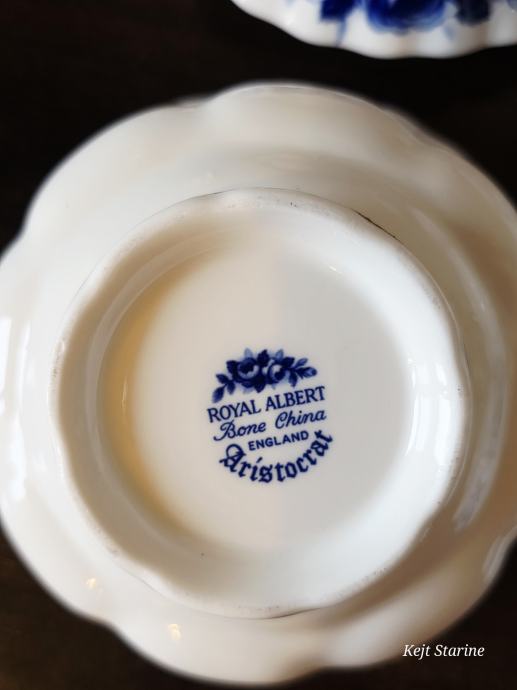 ROYAL ALBERT
Bone China
ENGLAND
Aristocrat
Kejt Starine